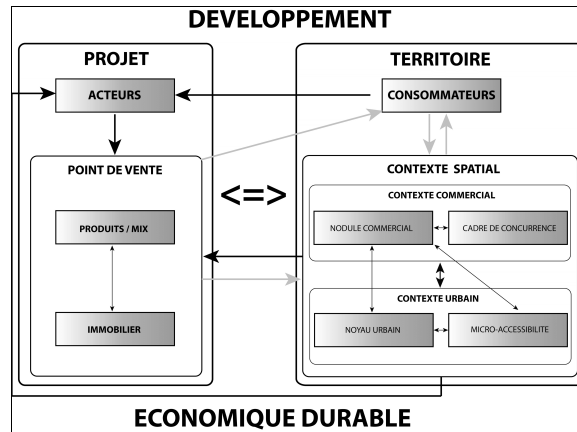 DEVELOPPEMENT
PROJET
TERRITOIRE
ACTEURS
CONSOMMATEURS
POINT DE VENTE
CONTEXTE SPATIAL
CONTEXTE COMMERCIAL
<=>
PRODUITS / MIX
NODULE COMMERCIAL
CADRE DE CONCURRENCE
CONTEXTE URBAIN
IMMOBILIER
NOYAU URBAIN
MICRO-ACCESSIBILITE
ECONOMIQUE DURABLE